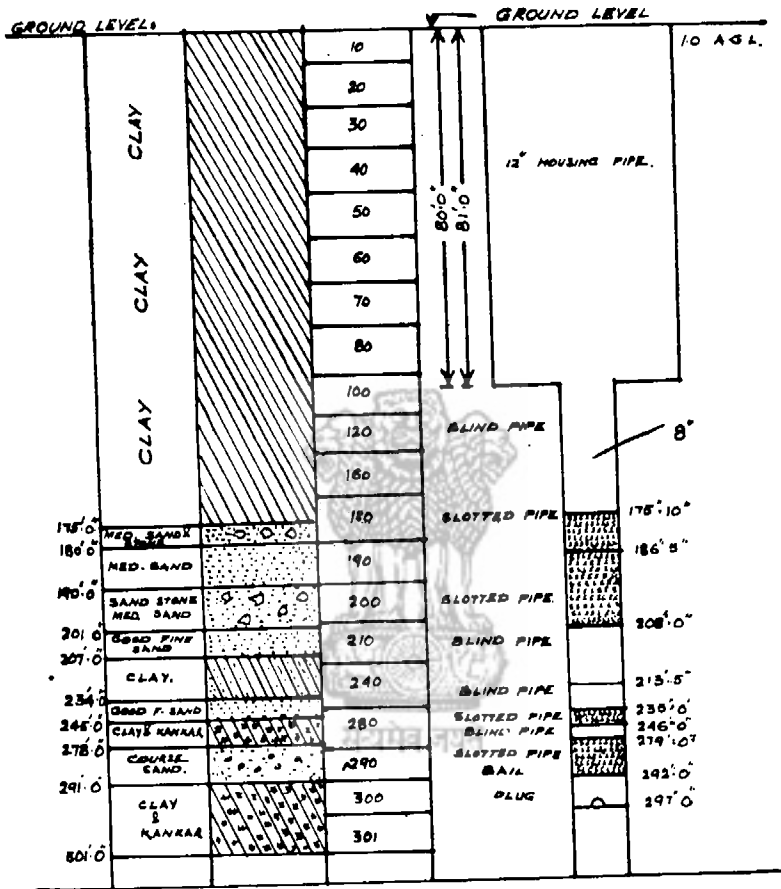 GROUND LEVEL.
GROUND LEVEL
1.0 A G L.
CLAY
CLAY
CLAY
10
20
30
40
50
60
70
80
100
120
160
180
190
200
210
240
280
290
300
301
80'.0"
81'.0"
12" HOUSING PIPE.
8"
175'.0"
MED. SAND &
180'.0"
MED. SAND
190'.0"
SAND STONE
MED SAND
201.0'
GOOD FINE
SAND
207'.0"
CLAY.
234'.0"
GOOD F. SAND
245'.0"
CLAY & KANKAR
278'.0"
COURSE
SAND.
291'.0"
CLAY
&
KANKAR
301'.0"
BLIND PIPE
SLOTTED PIPE
SLOTTED PIPE
BLIND PIPE
BLIND PIPE
SLOTTED PIPE
BLIND PIPE
SLOTTED PIPE
BAIL
PLUG
175'.10"
186'.5"
208'.0"
213'.5"
235'.0"
246'.0"
279'.0"
292'.0"
297'.0"